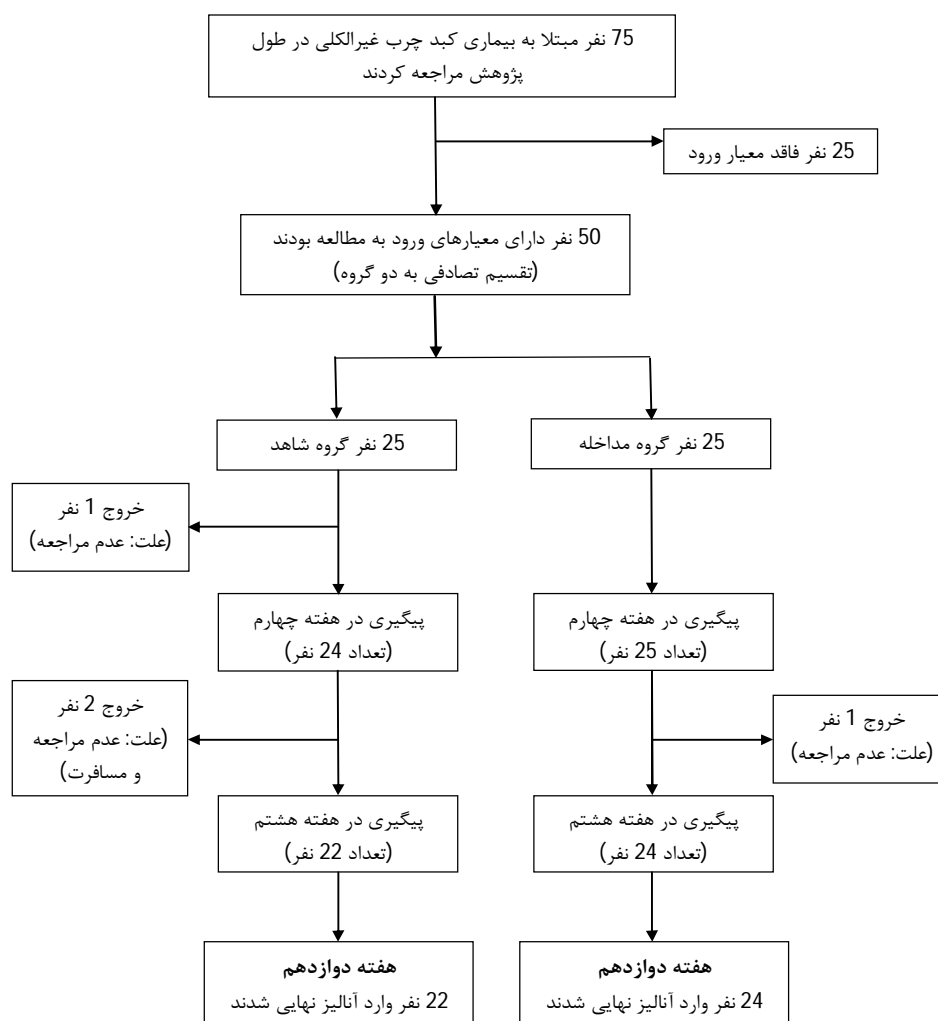 75 نفر مبتلا به بیماری کبد چرب غیرالکلی در طول
پژوهش مراجعه کردند
25 نفر فاقد معیار ورود
50 نفر دارای معیارهای ورود به مطالعه بودند
(تقسیم تصادفی به دو گروه)
25 نفر گروه مداخله
25 نفر گروه شاهد
خروج 1 نفر
(علت: عدم مراجعه)
پیگیری در هفته چهارم
(تعداد 25 نفر)
پیگیری در هفته چهارم
(تعداد 24 نفر)
خروج 1 نفر
(علت: عدم مراجعه)
خروج 2 نفر
(علت: عدم مراجعه
و مسافرت)
پیگیری در هفته هشتم
(تعداد 24 نفر)
پیگیری در هفته هشتم
(تعداد 22 نفر)
هفته دوازدهم
24 نفر وارد آنالیز نهایی شدند
هفته دوازدهم
22 نفر وارد آنالیز نهایی شدند